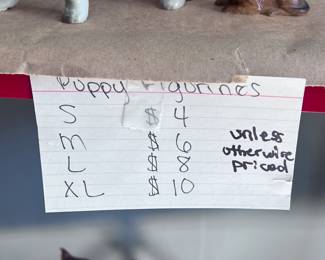 Puppy Figurines
S $ 4
M $ 6
L $ 8
XL $ 10
unless
otherwise
priced